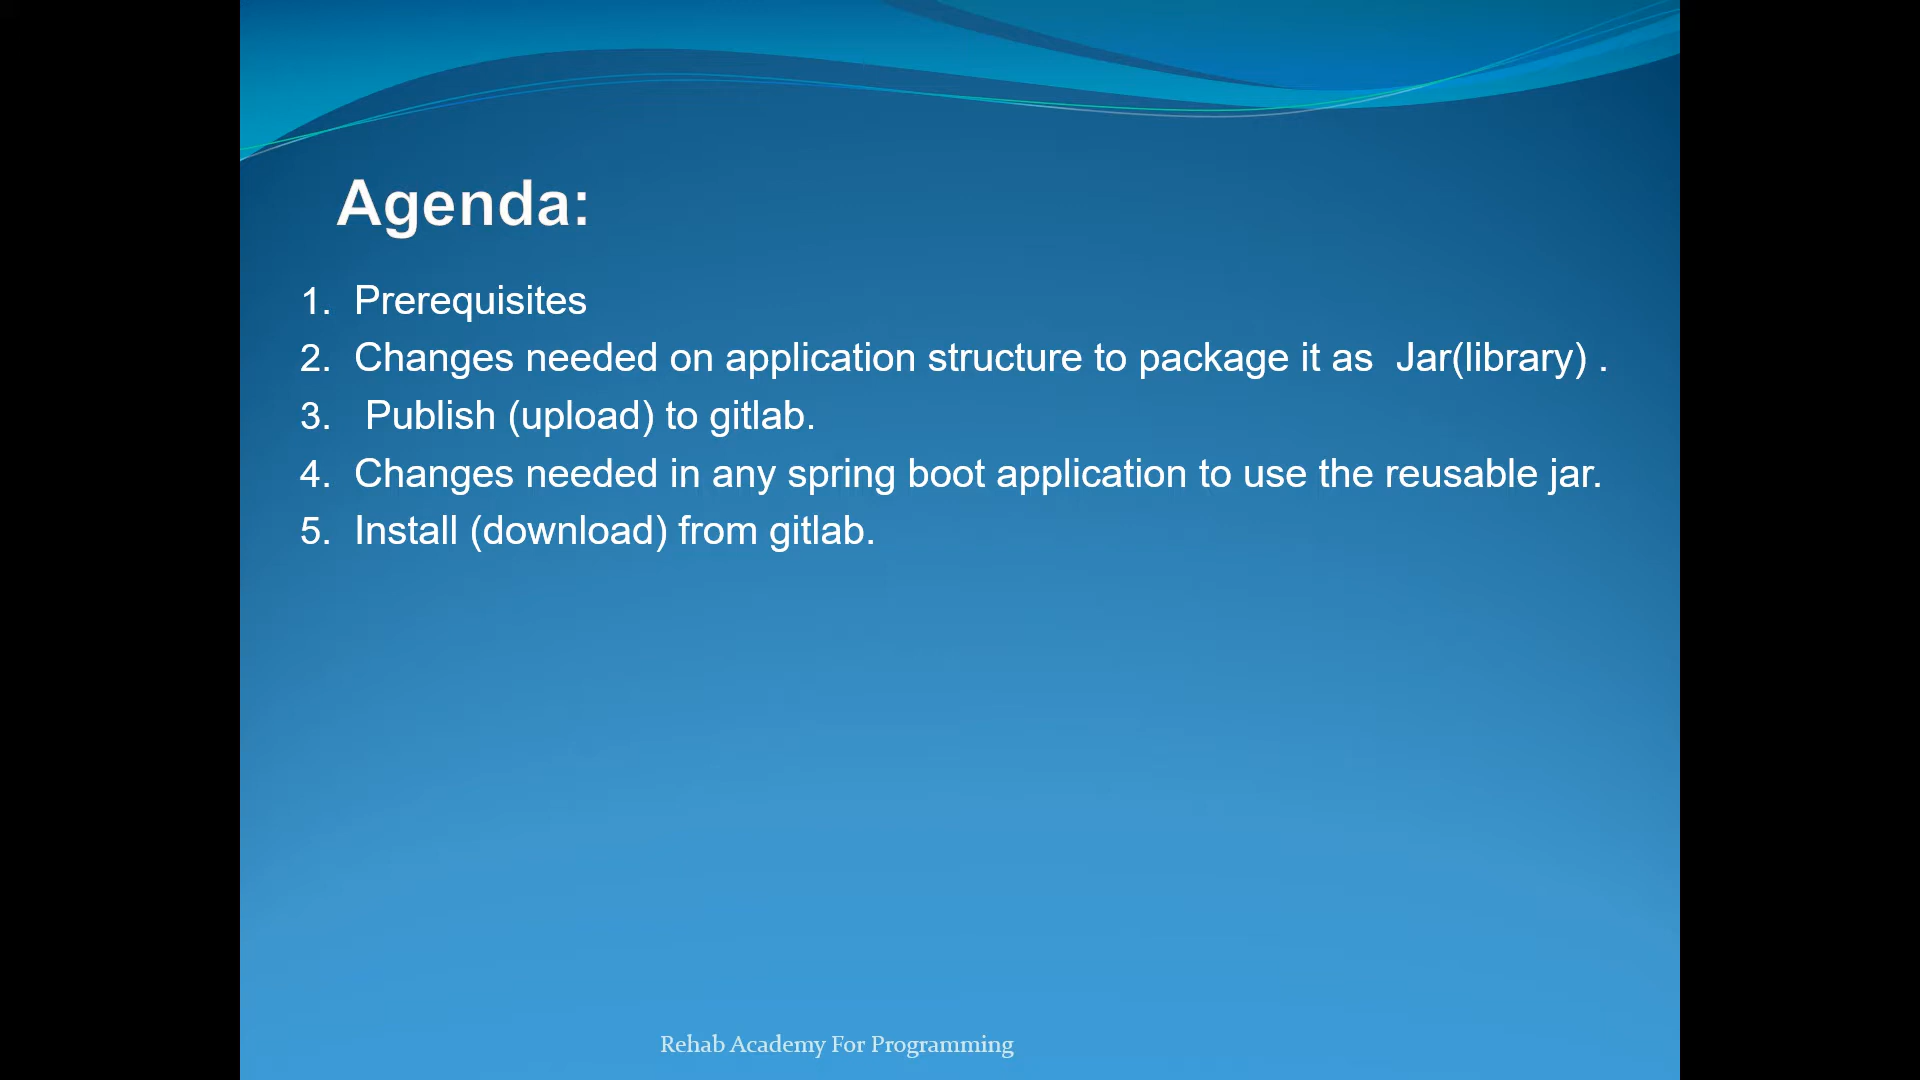 Agenda:
1. Prerequisites
2. Changes needed on application structure to package it as Jar(library) .
3. Publish (upload) to gitlab.
4. Changes needed in any spring boot application to use the reusable jar.
5. Install (download) from gitlab.
Rehab Academy For Programming